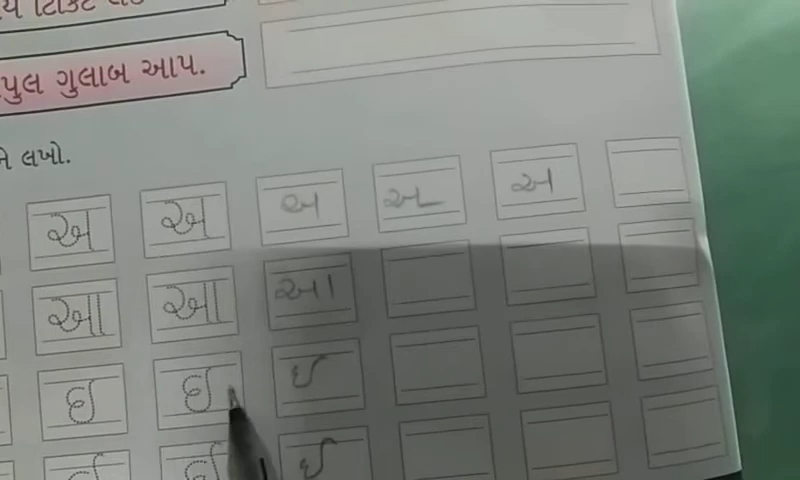 ટિકિટ
ગુલાબ આપ.
લખો.
અ અ અ અ અ
આ આ આ
ઇ ઇ ઇ